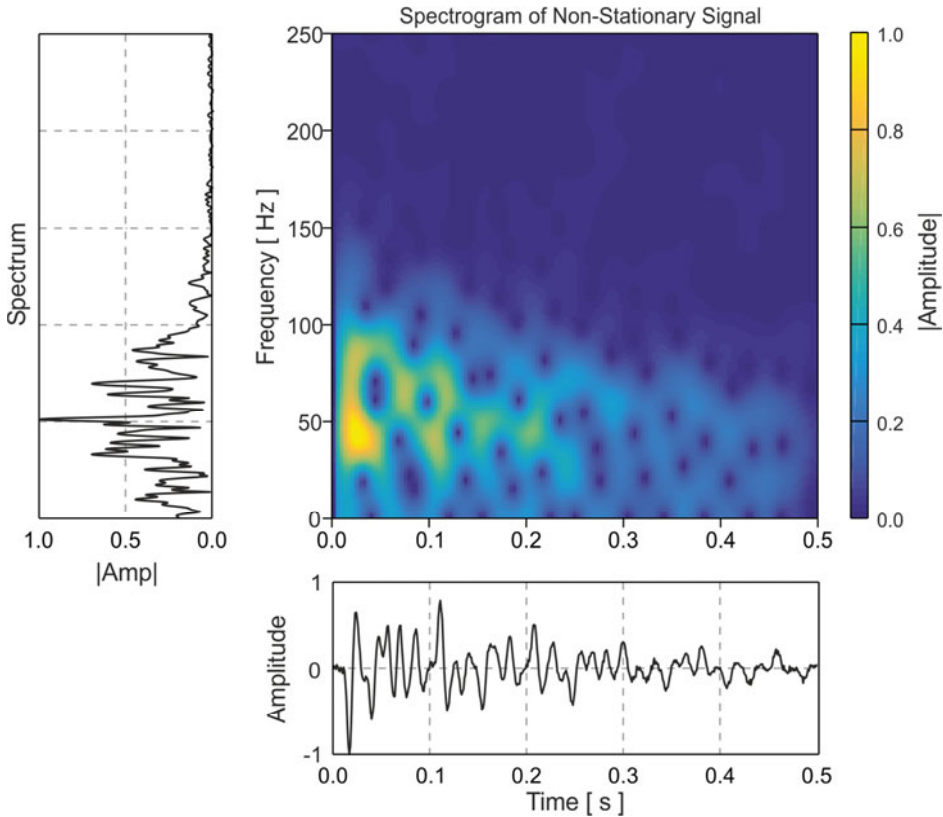 Spectrogram of Non-Stationary Signal
250
200
150
100
50
0
Frequency [ Hz ]
0.0 0.1 0.2 0.3 0.4 0.5
1.0
0.8
0.6
0.4
0.2
0.0
|Amplitude|
Spectrum
1.0 0.5 0.0
|Amp|
1
0
-1
Amplitude
0.0 0.1 0.2 0.3 0.4 0.5
Time [ s ]